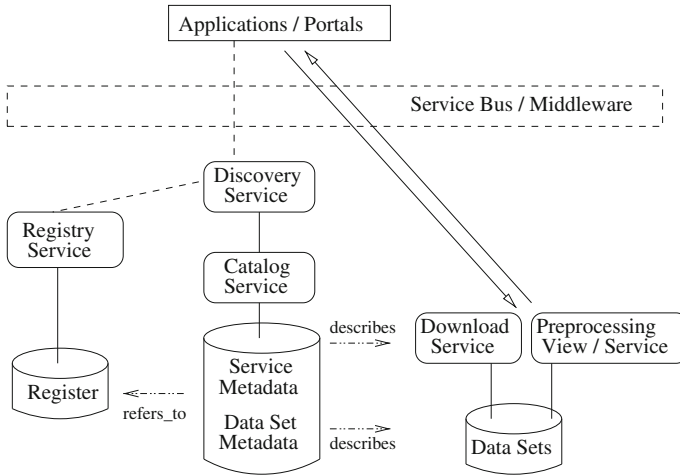 Applications / Portals
Service Bus / Middleware
Discovery
Service
Registry
Service
Catalog
Service
describes
Download
Service
Preprocessing
View / Service
Service
Metadata
Register
refers_to
Data Set
Metadata
describes
Data Sets